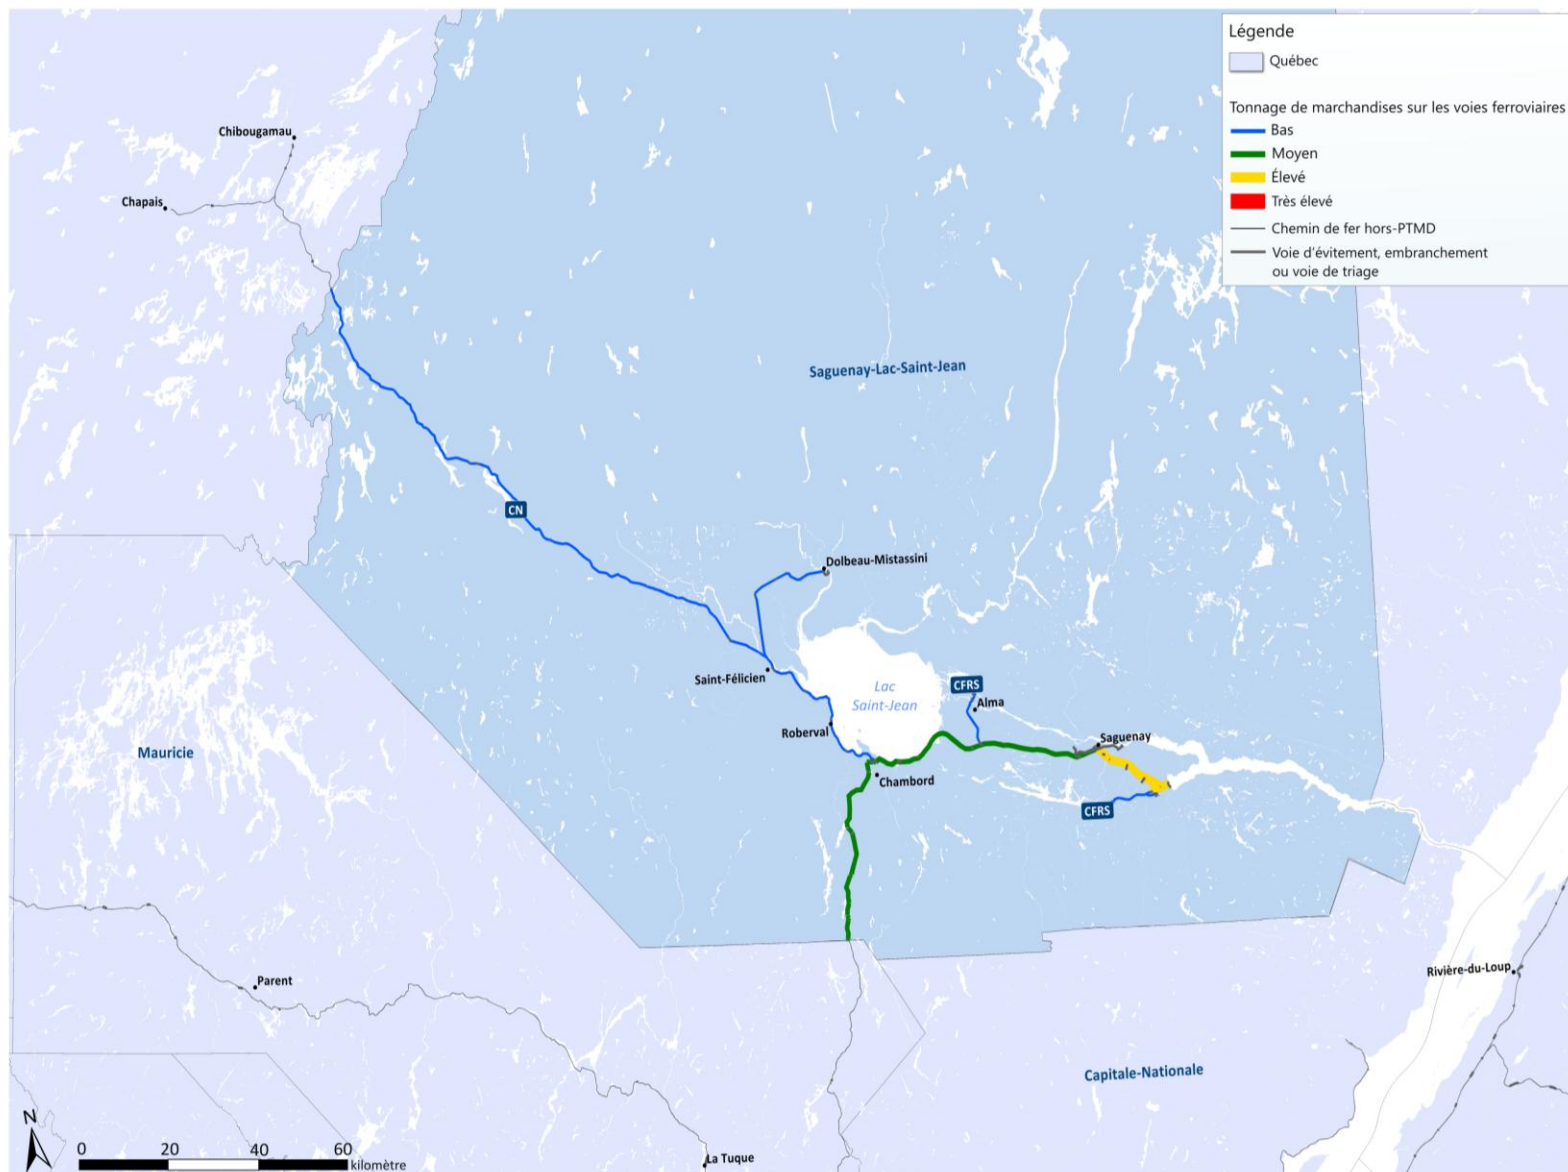 Légende
Québec
Tonnage de marchandises sur les voies ferroviaires
Bas
Moyen
Élevé
Très élevé
Chemin de fer hors-PTMD
Voie d'évitement, embranchement
ou voie de triage
Chibougamau
Chapais
Saguenay-Lac-Saint-Jean
CN
Dolbeau-Mistassini
Saint-Félicien
Lac
Saint-Jean
CFRS
Alma
Roberval
Saguenay
Mauricie
Chambord
CFRS
Parent
Rivière-du-Loup
Capitale-Nationale
N
0 20 40 60
kilomètre
La Tuque